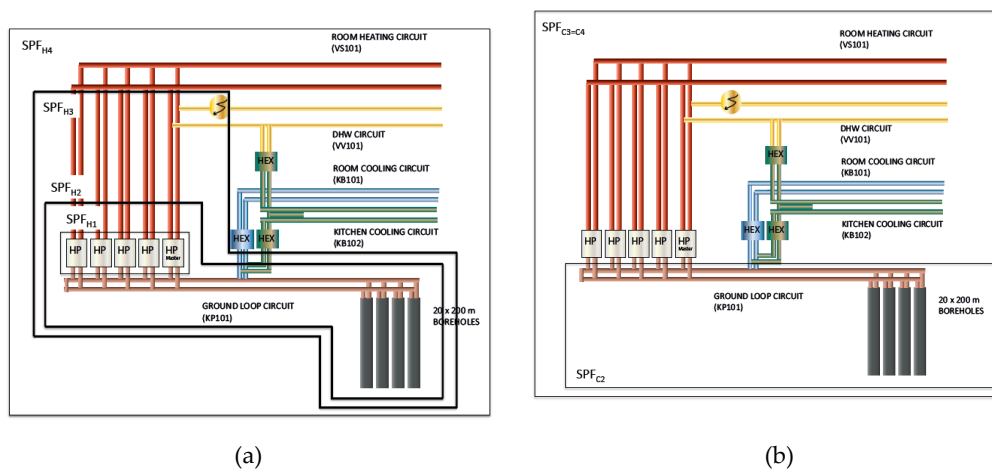 SPFH4
ROOM HEATING CIRCUIT
(VS101)
SPFH3
DHW CIRCUIT
(VV101)
HEX
ROOM COOLING CIRCUIT
(KB101)
SPFH2
SPFH1
KITCHEN COOLING CIRCUIT
(KB102)
HEX HEX
HP HP HP HP HP
Master
GROUND LOOP CIRCUIT
(KP101)
20 x 200 m
BOREHOLES
(a)
SPFC3=C4
ROOM HEATING CIRCUIT
(VS101)
DHW CIRCUIT
(VV101)
HEX
ROOM COOLING CIRCUIT
(KB101)
KITCHEN COOLING CIRCUIT
(KB102)
HEX HEX
HP HP HP HP HP
Master
GROUND LOOP CIRCUIT
(KP101)
20 x 200 m
BOREHOLES
SPFC2
(b)